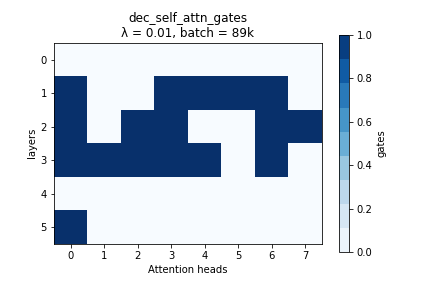 dec_self_attn_gates
λ = 0.01, batch = 89k
layers
0
1
2
3
4
5
0 1 2 3 4 5 6 7
Attention heads
1.0
0.8
0.6
0.4
0.2
0.0
gates